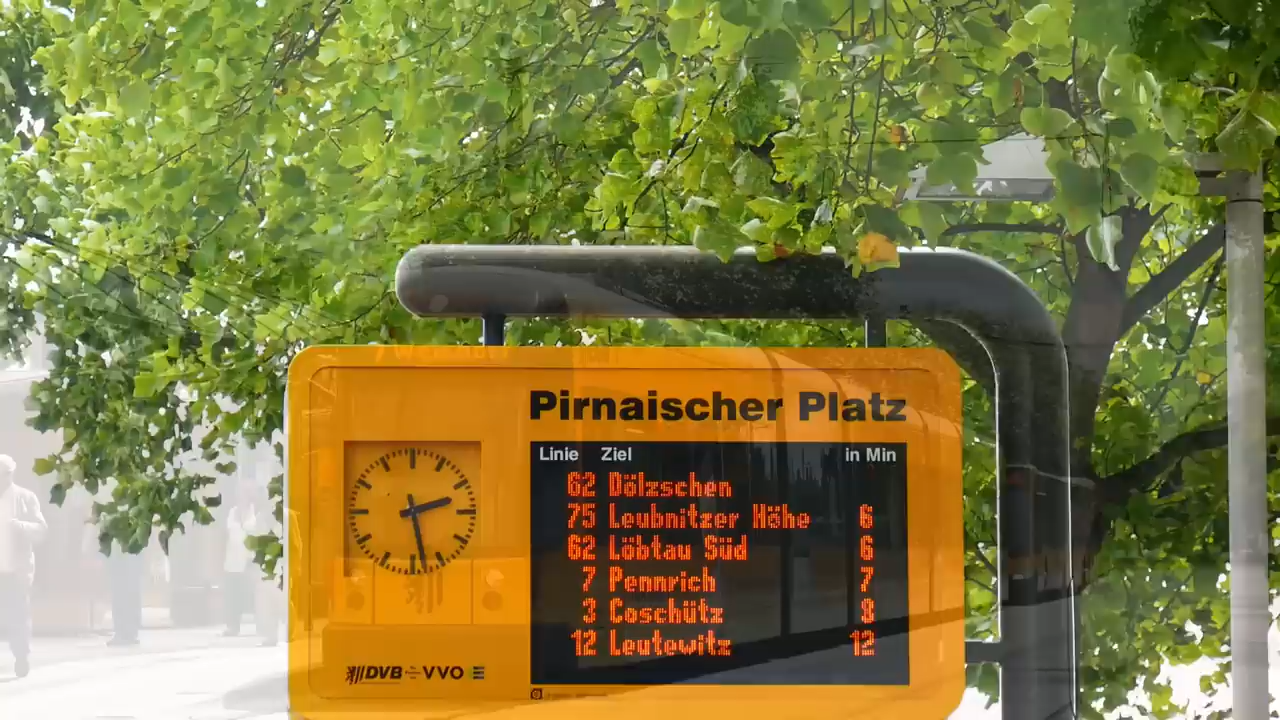 Pirnaischer Platz
Linie Ziel in Min
62 Dölzschen
75 Leubnitzer Höhe 6
62 Löbtau Süd 6
7 Pennrich 7
3 Coschütz 8
12 Leutewitz 12
DVB VVO